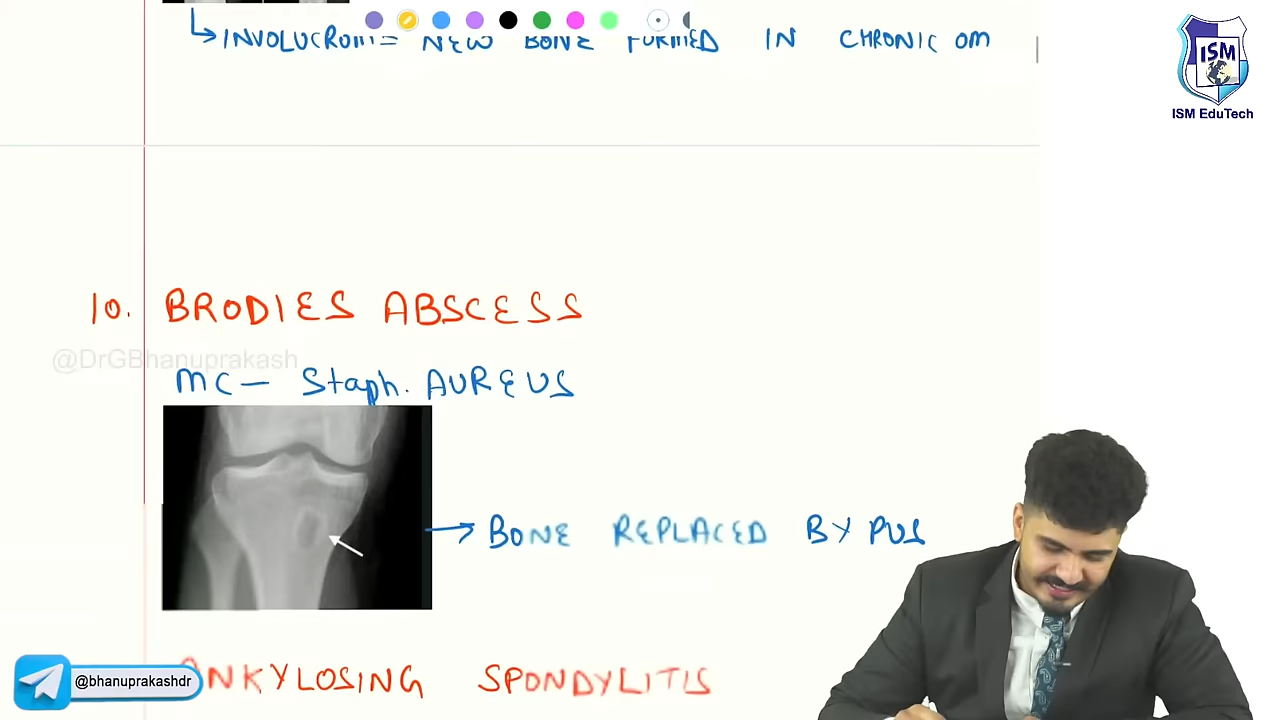 INVOLUCRUM = NEW BONE FORMED IN CHRONIC OM
ISM
ISM EduTech
10. BRODIES ABSCESS
@DrGBhanuprakash
MC — Staph. AUREUS
→ BONE REPLACED BY PUS
ANKYLOSING SPONDYLITIS
@bhanuprakashdr